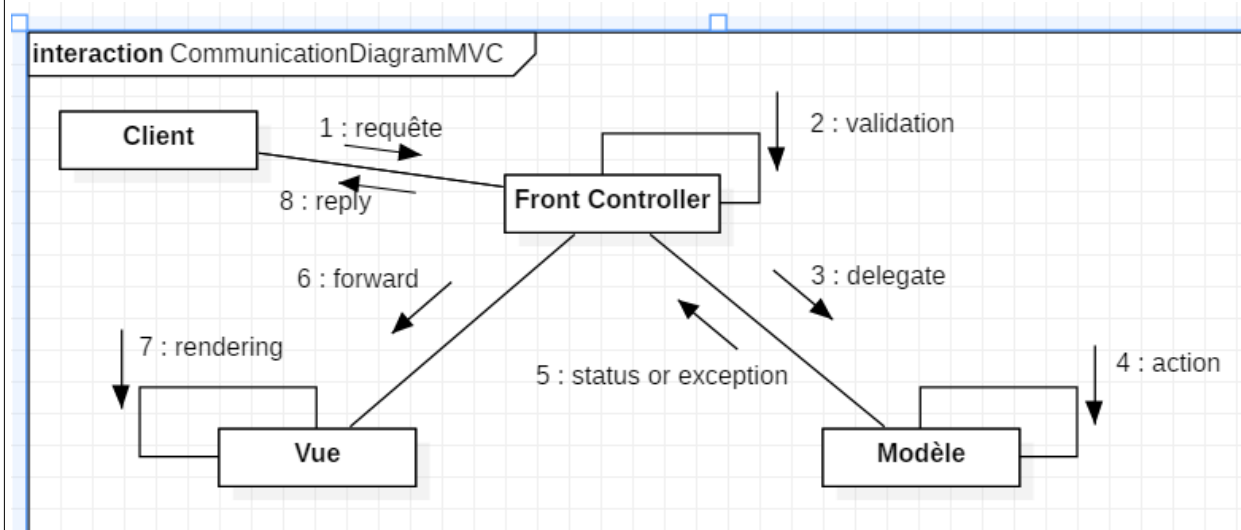 interaction CommunicationDiagramMVC
Client
1 : requête
2 : validation
8 : reply
Front Controller
6 : forward
3 : delegate
7 : rendering
5 : status or exception
4 : action
Vue
Modèle